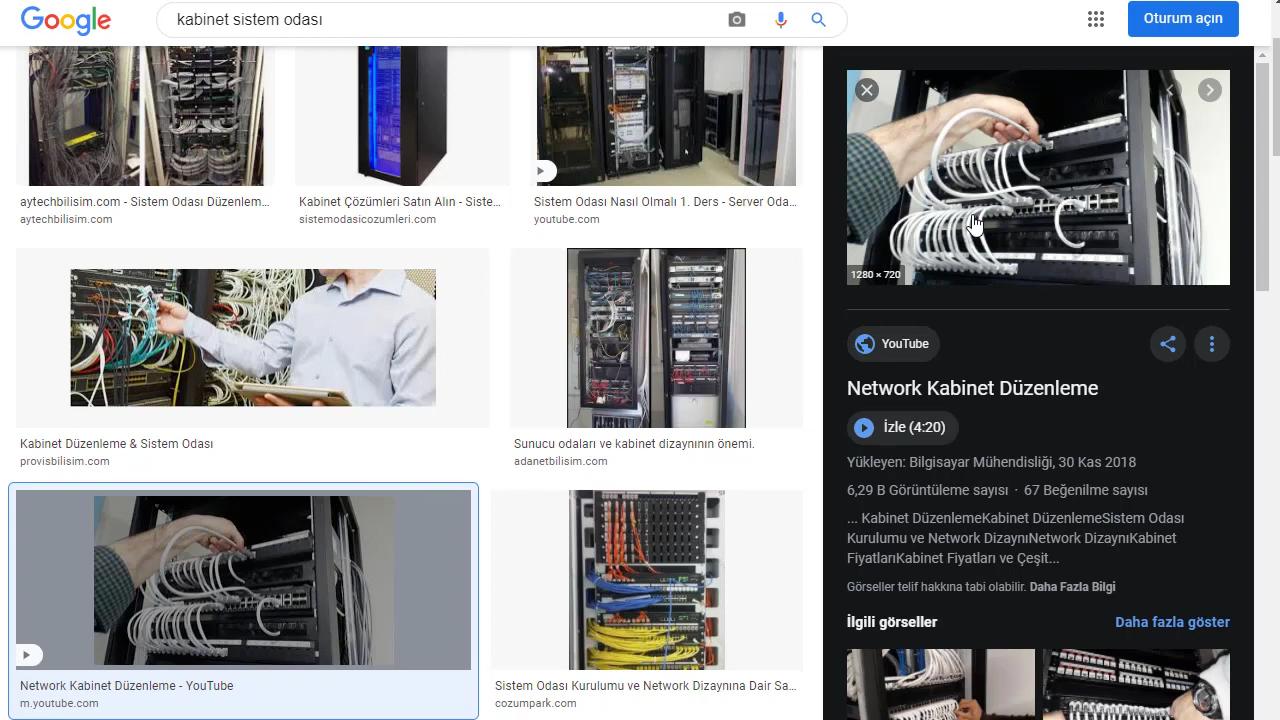 Google
kabinet sistem odası
Oturum açın
aytechbilisim.com - Sistem Odası Düzenlem...
aytechbilisim.com
Kabinet Çözümleri Satın Alın - Siste...
sistemodasicozumleri.com
Sistem Odası Nasıl Olmalı 1. Ders - Server Oda...
youtube.com
Kabinet Düzenleme & Sistem Odası
provisbilisim.com
Sunucu odaları ve kabinet dizaynının önemi.
adanetbilisim.com
Network Kabinet Düzenleme - YouTube
m.youtube.com
Sistem Odası Kurulumu ve Network Dizaynına Dair Sa...
cozumpark.com
1280 × 720
YouTube
Network Kabinet Düzenleme
İzle (4:20)
Yükleyen: Bilgisayar Mühendisliği, 30 Kas 2018
6,29 B Görüntüleme sayısı · 67 Beğenilme sayısı
... Kabinet DüzenlemeKabinet DüzenlemeSistem Odası
Kurulumu ve Network DizaynıNetwork DizaynıKabinet
FiyatlarıKabinet Fiyatları ve Çeşit...
Görseller telif hakkına tabi olabilir. Daha Fazla Bilgi
İlgili görseller
Daha fazla göster